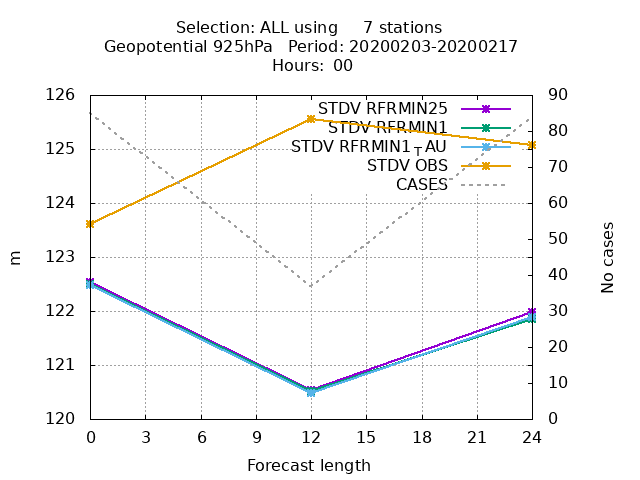 Selection: ALL using     7 stations
Geopotential 925hPa   Period: 20200203-20200217
Hours:  00
126
125
124
123
122
121
120
m
90
80
70
60
50
40
30
20
10
0
No cases
STDV RFRMIN25
STDV RFRMIN1
STDV RFRMIN1TAU
STDV OBS
CASES
0 3 6 9 12 15 18 21 24
Forecast length